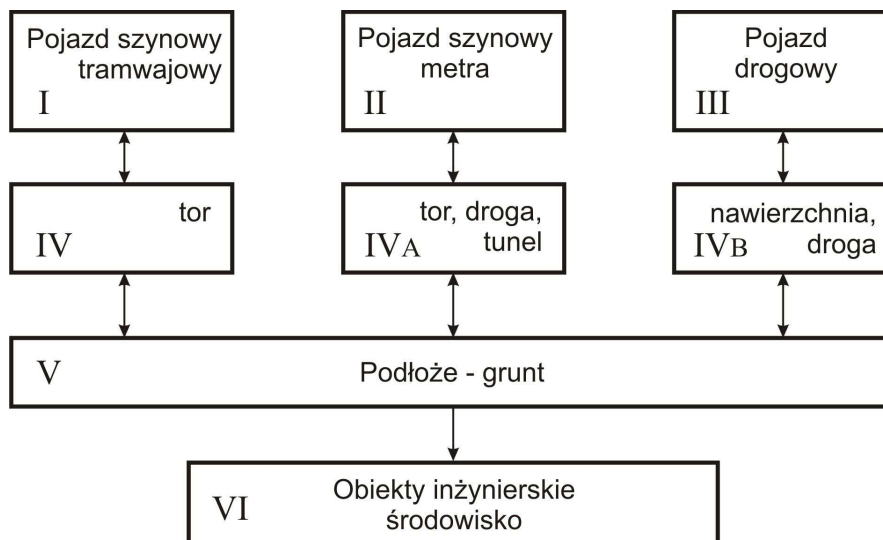 Pojazd szynowy
tramwajowy
I
Pojazd szynowy
metra
II
Pojazd
drogowy
III
tor
IV
tor, droga,
IVA tunel
nawierzchnia,
IVB droga
V Podłoże - grunt
Obiekty inżynierskie
VI środowisko